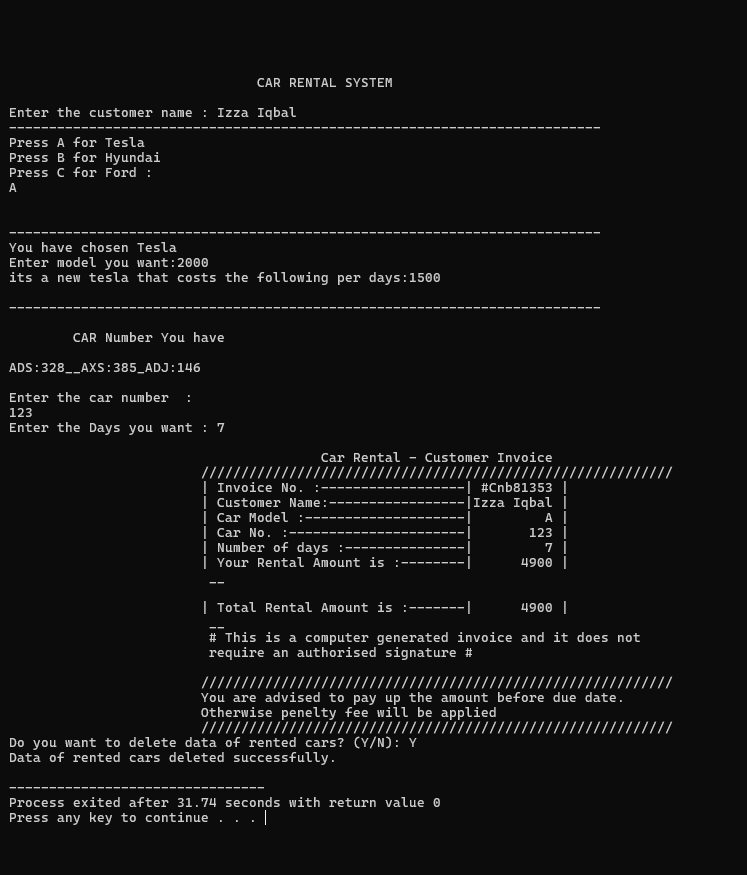 CAR RENTAL SYSTEM
Enter the customer name : Izza Iqbal
--------------------------------------------------------------------------
Press A for Tesla
Press B for Hyundai
Press C for Ford :
A
--------------------------------------------------------------------------
You have chosen Tesla
Enter model you want:2000
its a new tesla that costs the following per days:1500
--------------------------------------------------------------------------
CAR Number You have
ADS:328__AXS:385_ADJ:146
Enter the car number  :
123
Enter the Days you want : 7
Car Rental - Customer Invoice
///////////////////////////////////////////////////////////
| Invoice No. :------------------| #Cnb81353 |
| Customer Name:-----------------|Izza Iqbal |
| Car Model :--------------------|         A |
| Car No. :----------------------|       123 |
| Number of days :---------------|         7 |
| Your Rental Amount is :--------|      4900 |
__
| Total Rental Amount is :-------|      4900 |
__
# This is a computer generated invoice and it does not
require an authorised signature #
///////////////////////////////////////////////////////////
You are advised to pay up the amount before due date.
Otherwise penelty fee will be applied
///////////////////////////////////////////////////////////
Do you want to delete data of rented cars? (Y/N): Y
Data of rented cars deleted successfully.
--------------------------------
Process exited after 31.74 seconds with return value 0
Press any key to continue . . .